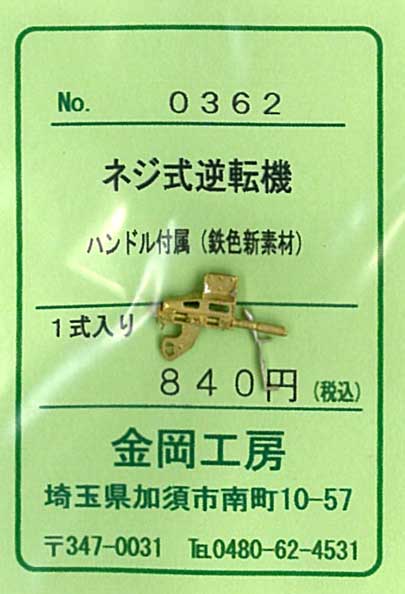 No. 0362
ネジ式逆転機
ハンドル付属(鉄色新素材)
1式入り
840円(税込)
金岡工房
埼玉県加須市南町10-57
〒347-0031 ℡0480-62-4531